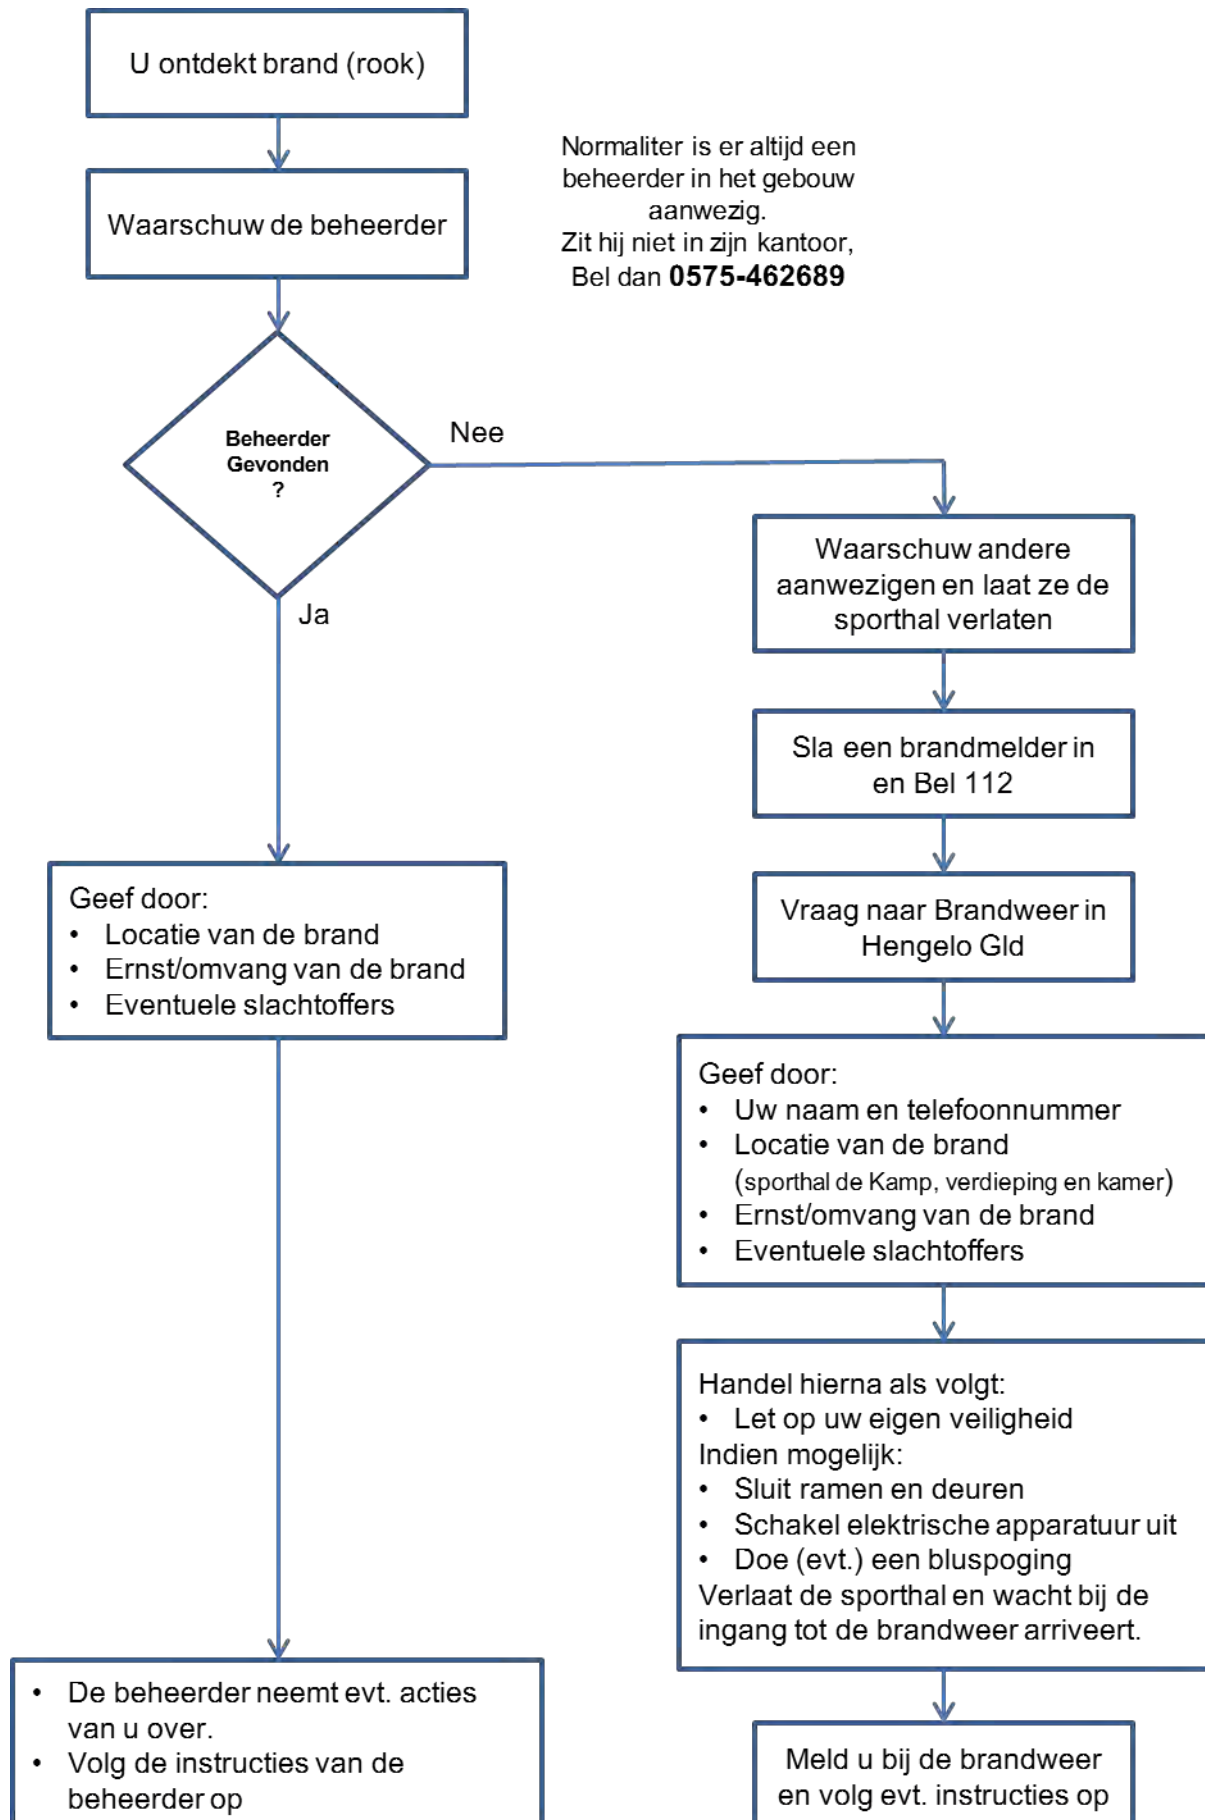 U ontdekt brand (rook)
Waarschuw de beheerder
Normaliter is er altijd een
beheerder in het gebouw
aanwezig.
Zit hij niet in zijn kantoor,
Bel dan 0575-462689
Beheerder
Gevonden
?
Nee
Ja
Waarschuw andere
aanwezigen en laat ze de
sporthal verlaten
Sla een brandmelder in
en Bel 112
Vraag naar Brandweer in
Hengelo Gld
Geef door:
• Locatie van de brand
• Ernst/omvang van de brand
• Eventuele slachtoffers
Geef door:
• Uw naam en telefoonnummer
• Locatie van de brand
(sporthal de Kamp, verdieping en kamer)
• Ernst/omvang van de brand
• Eventuele slachtoffers
Handel hierna als volgt:
• Let op uw eigen veiligheid
Indien mogelijk:
• Sluit ramen en deuren
• Schakel elektrische apparatuur uit
• Doe (evt.) een bluspoging
Verlaat de sporthal en wacht bij de
ingang tot de brandweer arriveert.
• De beheerder neemt evt. acties
van u over.
• Volg de instructies van de
beheerder op
Meld u bij de brandweer
en volg evt. instructies op